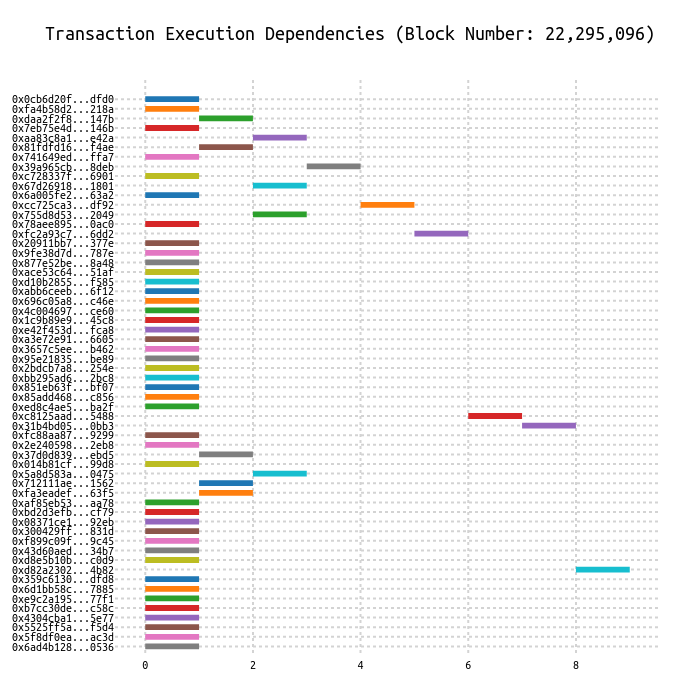 Transaction Execution Dependencies (Block Number: 22,295,096)
0x0cb6d20f...dfd0
0xfa4b58d2...218a
0xdaa2f2f8...147b
0x7eb75e4d...146b
0xaa83c8a1...e42a
0x81fdfd16...f4ae
0x741649ed...ffa7
0x39a965cb...8deb
0xc728337f...6901
0x67d26918...1801
0x6a005fe2...63a2
0xcc725ca3...df92
0x755d8d53...2049
0x78aee895...0ac0
0xfc2a93c7...6dd2
0x20911bb7...377e
0x9fe38d7d...787e
0x877e52be...8a48
0xace53c64...51af
0xd10b2855...f585
0xabb6ceeb...6f12
0x696c05a8...c46e
0x4c004697...ce60
0x1c9b89e9...45c8
0xe42f453d...fca8
0xa3e72e91...6605
0x3657c5ee...b462
0x95e21835...be89
0x2bdcb7a8...254e
0xbb295ad6...2bc8
0x851eb63f...bf07
0x85add468...c856
0xed8c4ae5...ba2f
0xc8125aad...5488
0x31b4bd05...0bb3
0xfc88aa87...9299
0x2e240598...2eb8
0x37d0d839...ebd5
0x014b81cf...99d8
0x5a8d583a...0475
0x712111ae...1562
0xfa3eadef...63f5
0xaf85eb53...aa78
0xbd2d3efb...cf79
0x08371ce1...92eb
0x300429ff...831d
0xf899c09f...9c45
0x43d60aed...34b7
0xd8e5b10b...c0d9
0xd82a2302...4b82
0x359c6130...dfd8
0x6d1bb58c...7885
0xe9c2a195...77f1
0xb7cc30de...c58c
0x4304cba1...5e77
0x5525ff5a...f5d4
0x5f8df0ea...ac3d
0x6ad4b128...0536
0 2 4 6 8